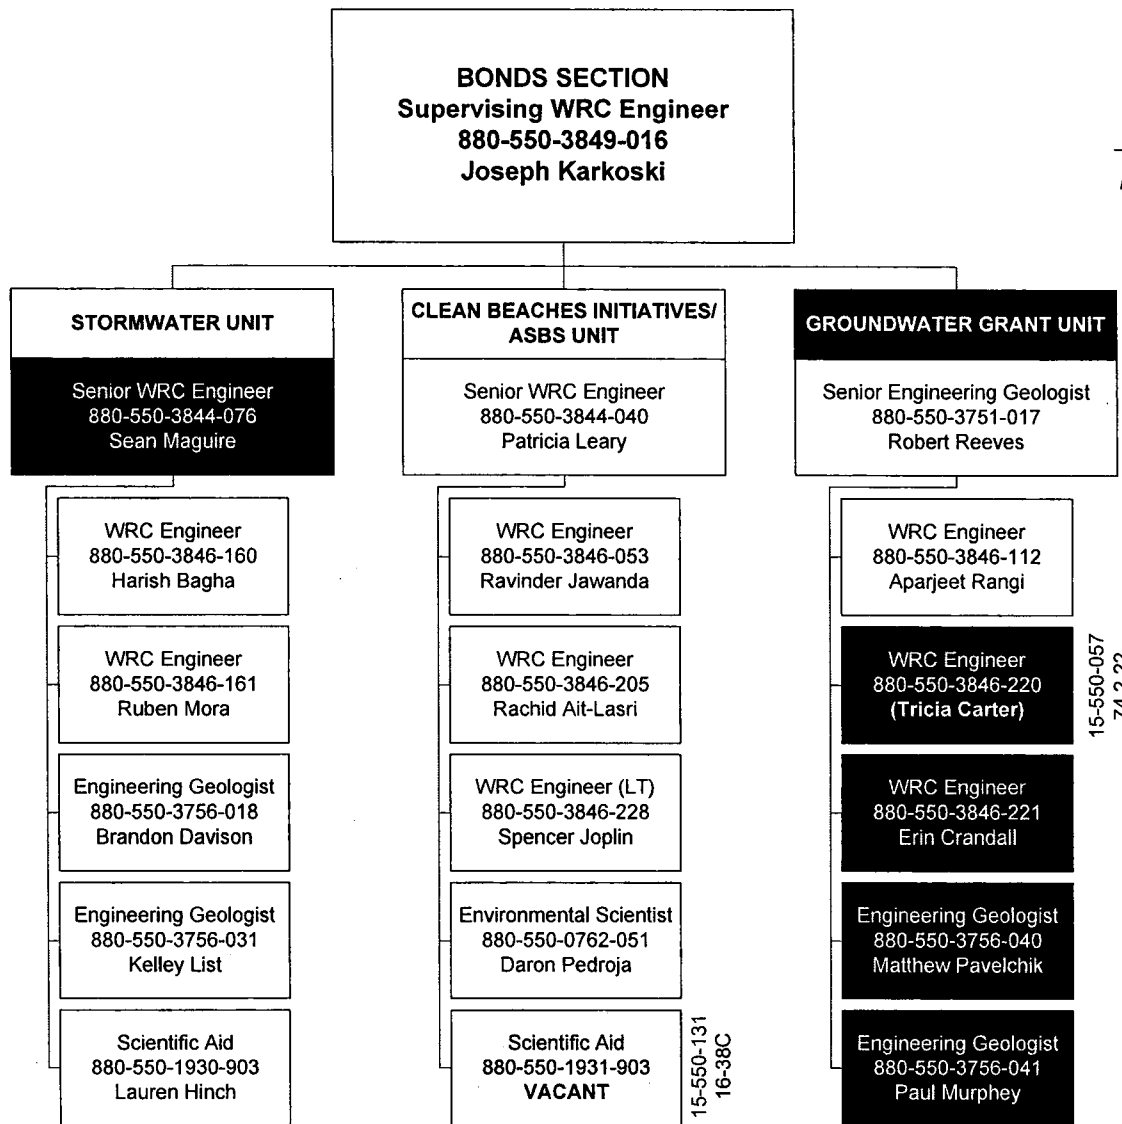 BONDS SECTION
Supervising WRC Engineer
880-550-3849-016
Joseph Karkoski
STORMWATER UNIT
Senior WRC Engineer
880-550-3844-076
Sean Maguire
WRC Engineer
880-550-3846-160
Harish Bagha
WRC Engineer
880-550-3846-161
Ruben Mora
Engineering Geologist
880-550-3756-018
Brandon Davison
Engineering Geologist
880-550-3756-031
Kelley List
Scientific Aid
880-550-1930-903
Lauren Hinch
CLEAN BEACHES INITIATIVES/
ASBS UNIT
Senior WRC Engineer
880-550-3844-040
Patricia Leary
WRC Engineer
880-550-3846-053
Ravinder Jawanda
WRC Engineer
880-550-3846-205
Rachid Ait-Lasri
WRC Engineer (LT)
880-550-3846-228
Spencer Joplin
Environmental Scientist
880-550-0762-051
Daron Pedroja
Scientific Aid
880-550-1931-903
VACANT
15-550-131
16-38C
GROUNDWATER GRANT UNIT
Senior Engineering Geologist
880-550-3751-017
Robert Reeves
WRC Engineer
880-550-3846-112
Aparjeet Rangi
WRC Engineer
880-550-3846-220
(Tricia Carter)
15-550-057
WRC Engineer
880-550-3846-221
Erin Crandall
Engineering Geologist
880-550-3756-040
Matthew Pavelchik
Engineering Geologist
880-550-3756-041
Paul Murphey